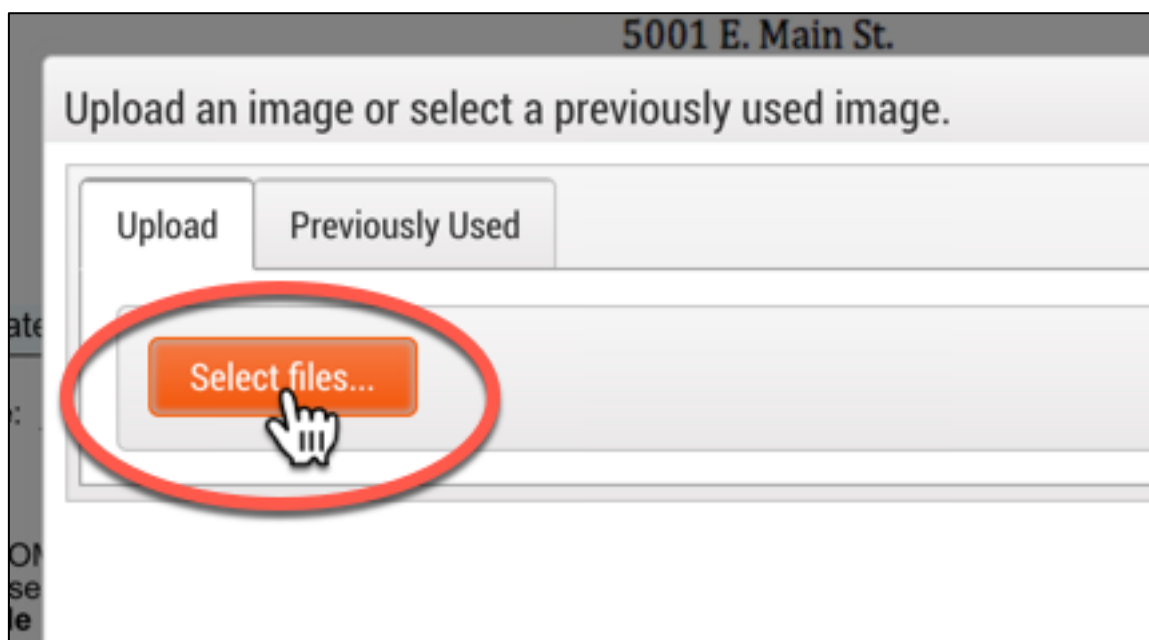 5001 E. Main St.
Upload an image or select a previously used image.
Upload Previously Used
Select files...